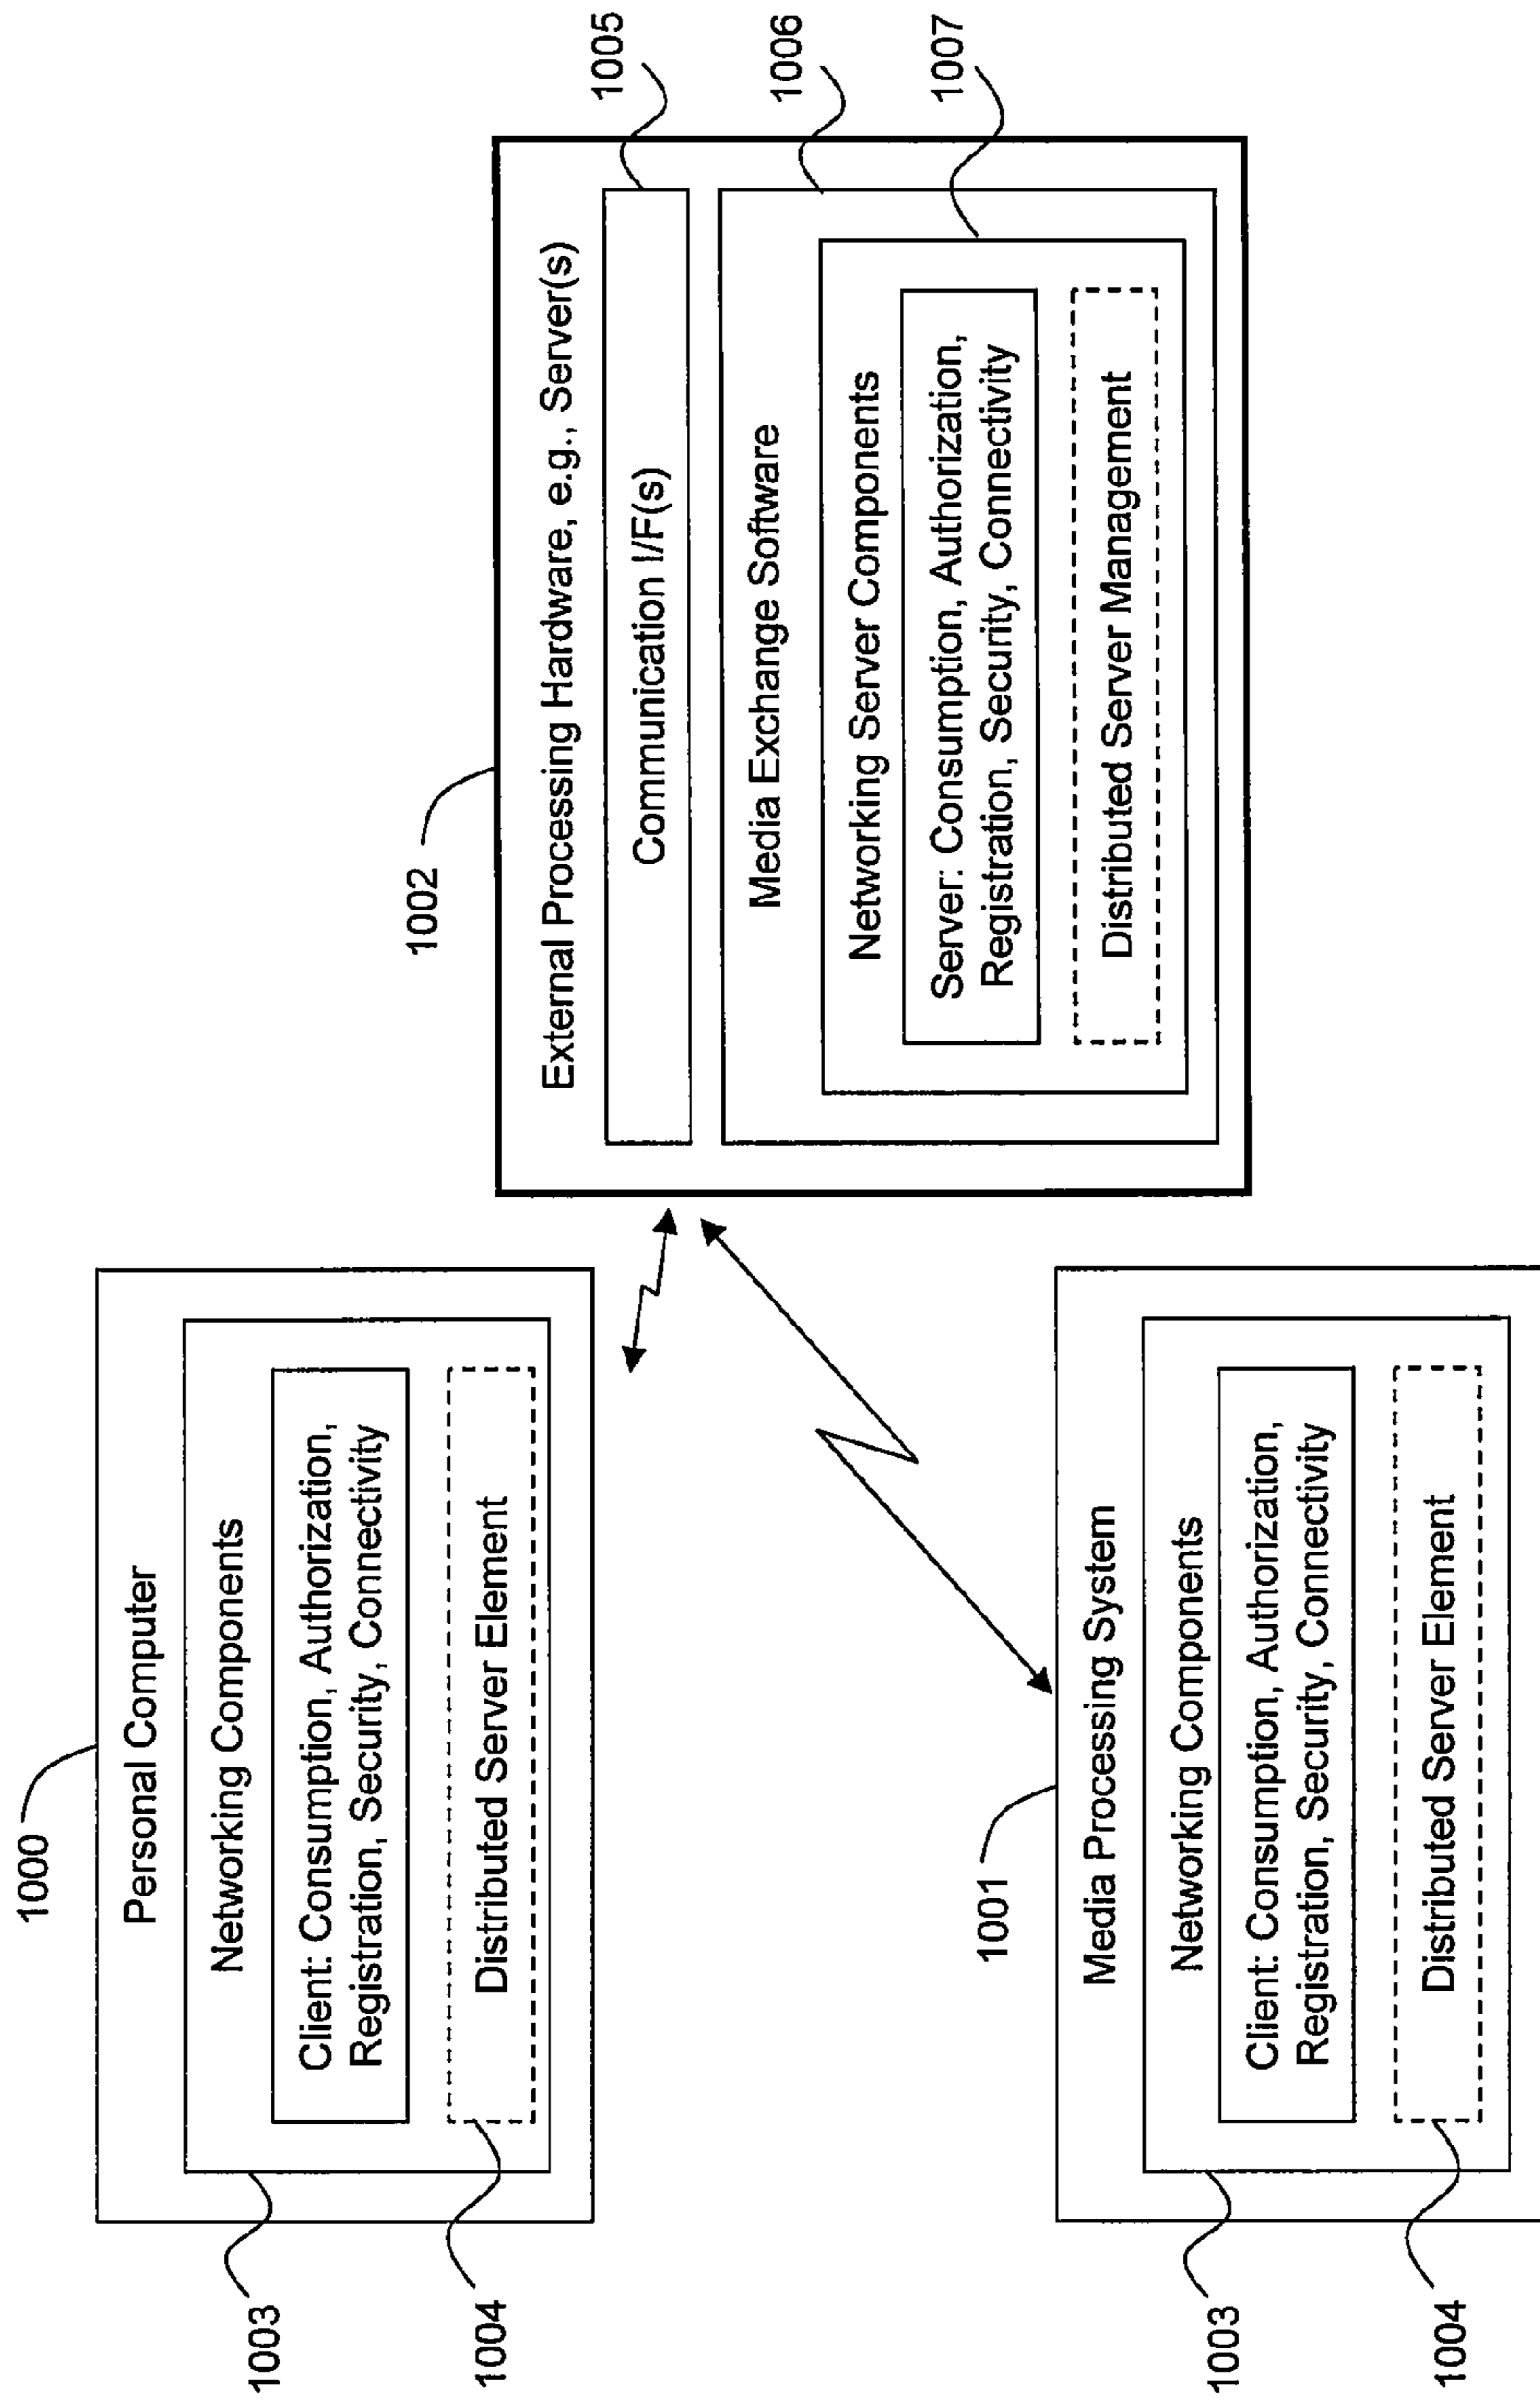 1000
Personal Computer
Networking Components
Client: Consumption, Authorization,
Registration, Security, Connectivity
Distributed Server Element
1003
1004
1002
External Processing Hardware, e.g., Server(s)
Communication I/F(s)
Media Exchange Software
Networking Server Components
Server: Consumption, Authorization,
Registration, Security, Connectivity
Distributed Server Management
1005
1006
1007
1001
Media Processing System
Networking Components
Client: Consumption, Authorization,
Registration, Security, Connectivity
Distributed Server Element
1003
1004